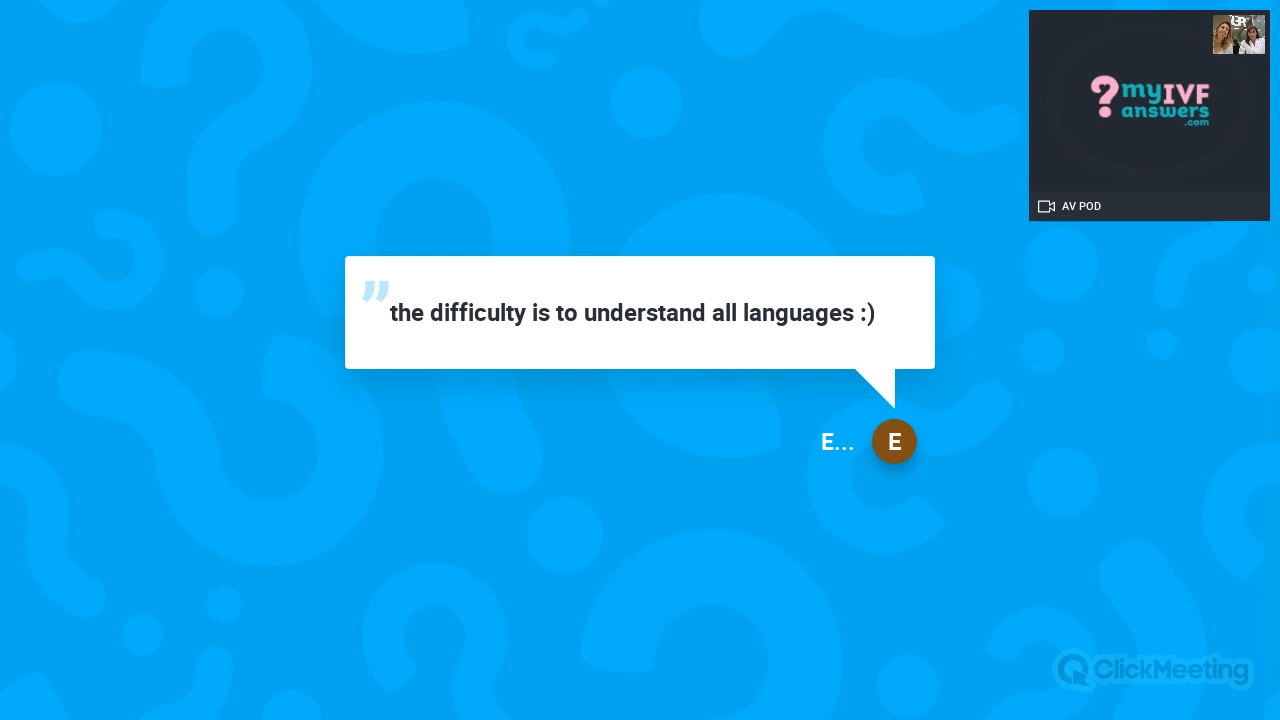 myIVF
answers
.com
AV POD
the difficulty is to understand all languages :)
E...
E
ClickMeeting